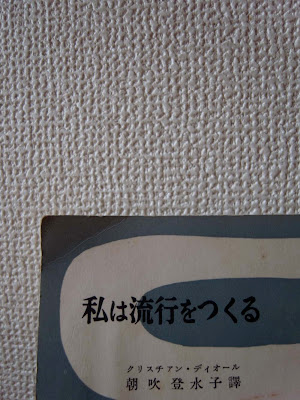 私は流行をつくる
クリスチアン・ディオール
朝吹登水子譯